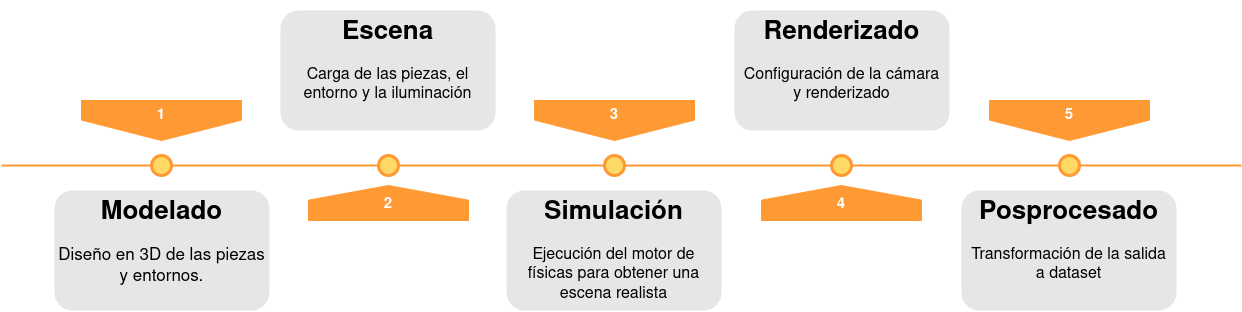 1
Modelado
Diseño en 3D de las piezas
y entornos.
Escena
Carga de las piezas, el
entorno y la iluminación
2
3
Simulación
Ejecución del motor de
físicas para obtener una
escena realista
Renderizado
Configuración de la cámara
y renderizado
4
5
Posprocesado
Transformación de la salida
a dataset